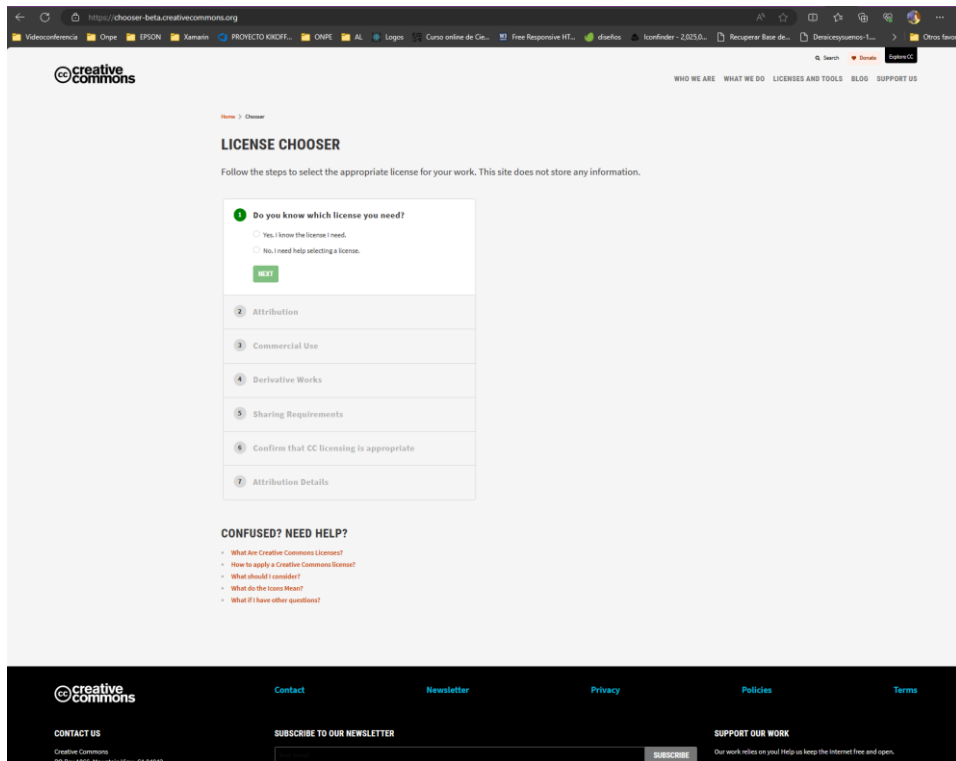 https://chooser-beta.creativecommons.org
Videoconferencia Onpe EPSON Xamarin PROYECTO KIKOFF... ONPE AL Logos Curso online de Cie... Free Responsive HT... diseños Iconfinder - 2,025,0... Recuperar Base de... Dersicesysuenos-1... Otros favor
Search Donate Explore CC
creative commons
WHO WE ARE WHAT WE DO LICENSES AND TOOLS BLOG SUPPORT US
Home > Chooser
LICENSE CHOOSER
Follow the steps to select the appropriate license for your work. This site does not store any information.
1 Do you know which license you need?
Yes. I know the license I need.
No. I need help selecting a license.
NEXT
2 Attribution
3 Commercial Use
4 Derivative Works
5 Sharing Requirements
6 Confirm that CC licensing is appropriate
7 Attribution Details
CONFUSED? NEED HELP?
What Are Creative Commons Licenses?
How to apply a Creative Commons license?
What should I consider?
What do the Icons Mean?
What if I have other questions?
creative commons
Contact Newsletter Privacy Policies Terms
CONTACT US SUBSCRIBE TO OUR NEWSLETTER SUPPORT OUR WORK
Creative Commons
SUBSCRIBE
Our work relies on you! Help us keep the Internet free and open.